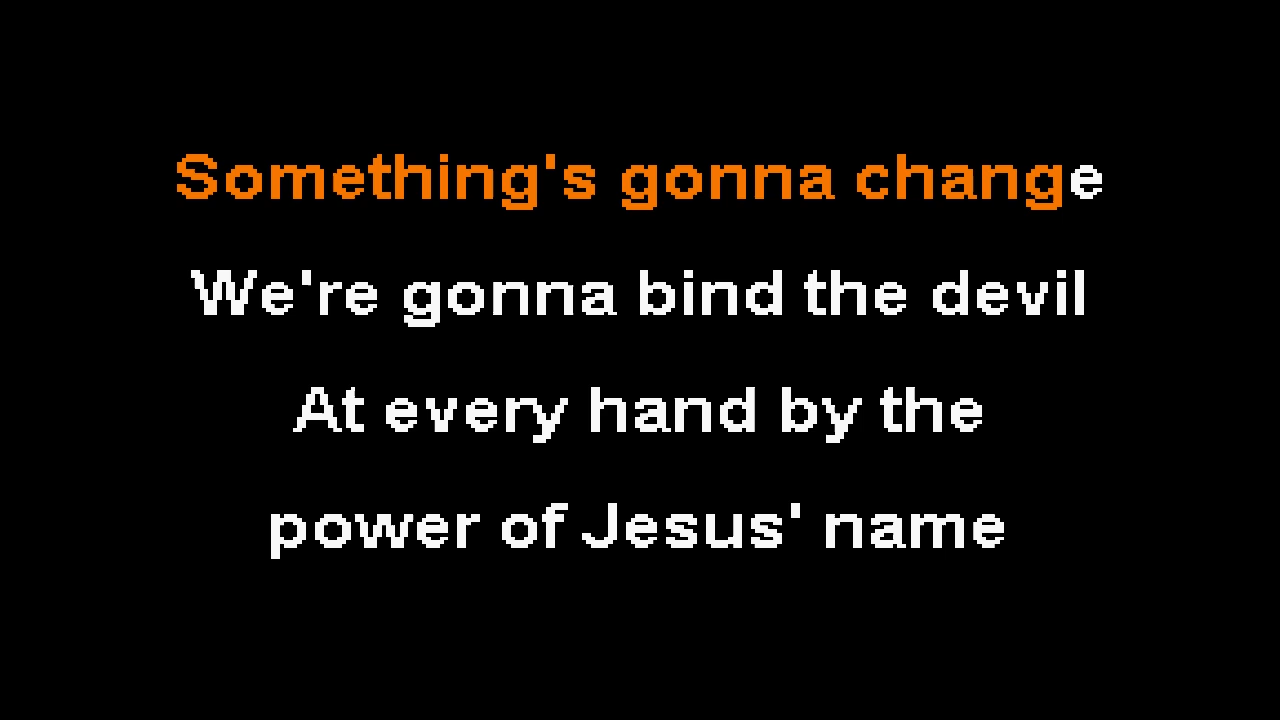 Something's gonna change
We're gonna bind the devil
At every hand by the
power of Jesus' name